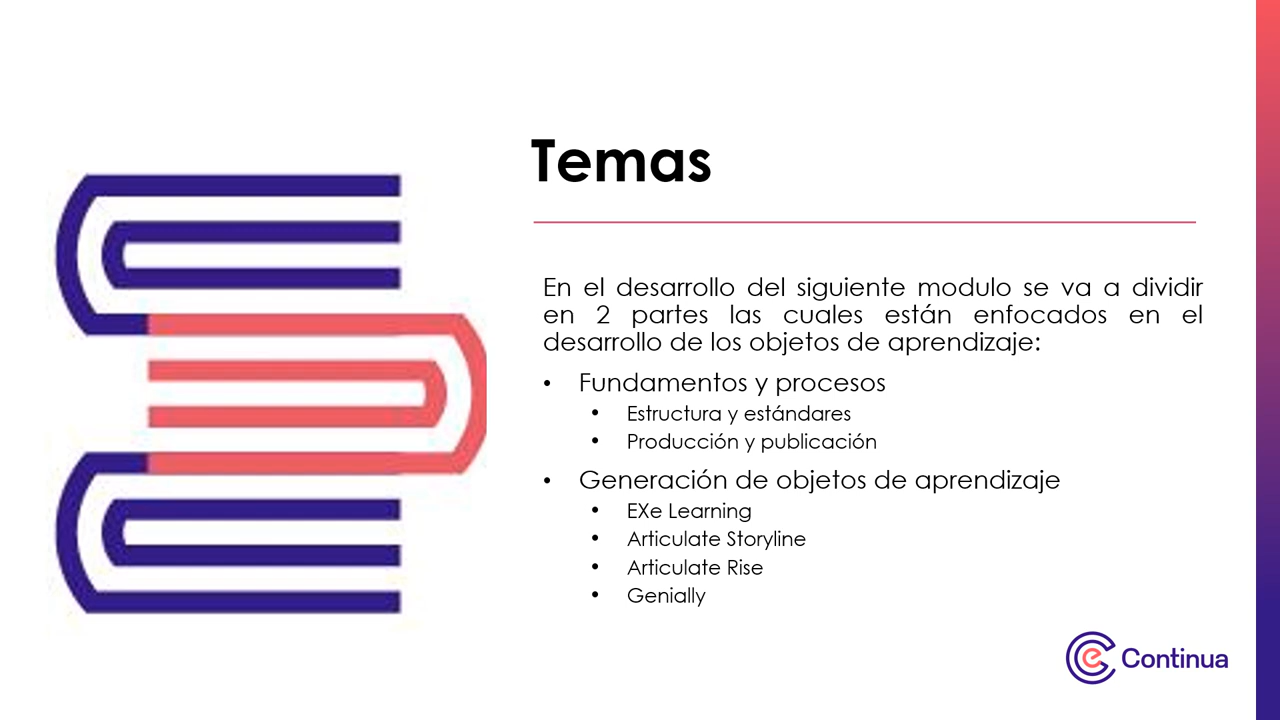 Temas
En el desarrollo del siguiente modulo se va a dividir
en 2 partes las cuales están enfocados en el
desarrollo de los objetos de aprendizaje:
• Fundamentos y procesos
• Estructura y estándares
• Producción y publicación
• Generación de objetos de aprendizaje
• EXe Learning
• Articulate Storyline
• Articulate Rise
• Genially
e Continua